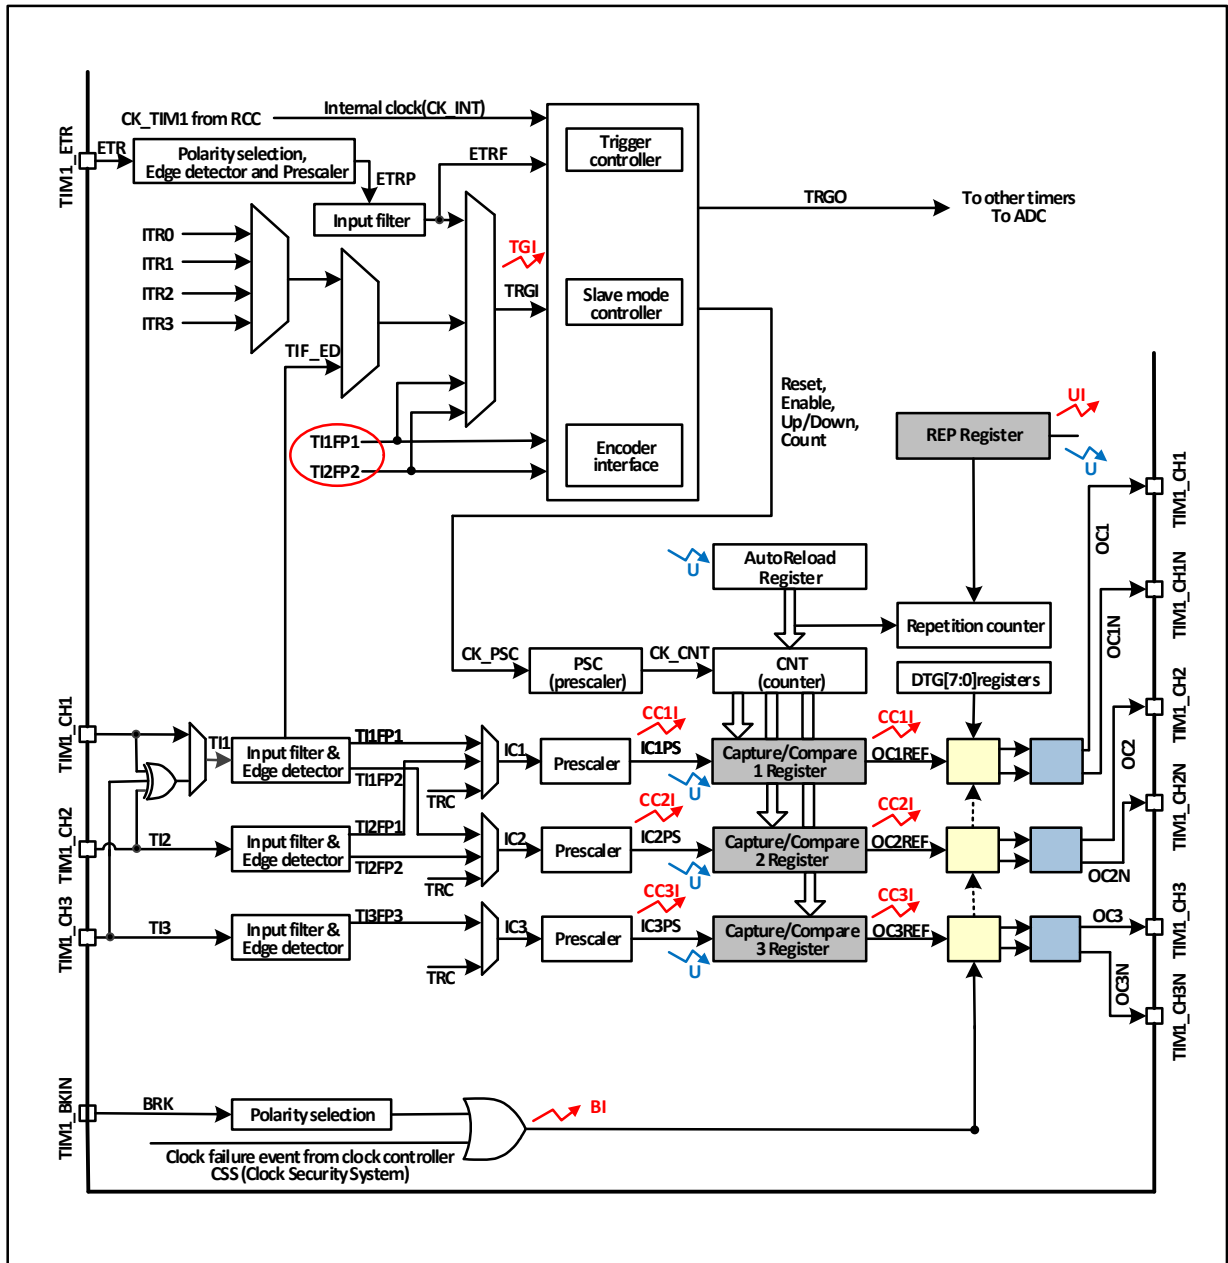 Internal clock(CK_INT)
CK_TIM1 from RCC
TIM1_ETR
ETR
Polarity selection,
Edge detector and Prescaler
ETRP
ETRF
Input filter
Trigger
controller
TRGO
To other timers
To ADC
ITR0
ITR1
ITR2
ITR3
TGI
TRGI
Slave mode
controller
TIF_ED
Reset,
Enable,
Up/Down,
Count
TI1FP1
TI2FP2
Encoder
interface
UI
REP Register
U
TIM1_CH1
OC1
U
AutoReload
Register
TIM1_CH1N
OC1N
Repetition counter
CK_PSC
PSC
(prescaler)
CK_CNT
CNT
(counter)
DTG[7:0]registers
TIM1_CH1
TI1
Input filter &
Edge detector
TI1FP1
TI1FP2
TRC
IC1
Prescaler
CC1I
IC1PS
U
Capture/Compare
1 Register
CC1I
OC1REF
TIM1_CH2
OC2
TIM1_CH2
TI2
Input filter &
Edge detector
TI2FP1
TI2FP2
TRC
IC2
Prescaler
CC2I
IC2PS
U
Capture/Compare
2 Register
CC2I
OC2REF
TIM1_CH2N
OC2N
TIM1_CH3
TI3
Input filter &
Edge detector
TI3FP3
TRC
IC3
Prescaler
CC3I
IC3PS
U
Capture/Compare
3 Register
CC3I
OC3REF
OC3
TIM1_CH3
OC3N
TIM1_CH3N
TIM1_BKIN
BRK
Polarity selection
BI
Clock failure event from clock controller
CSS (Clock Security System)